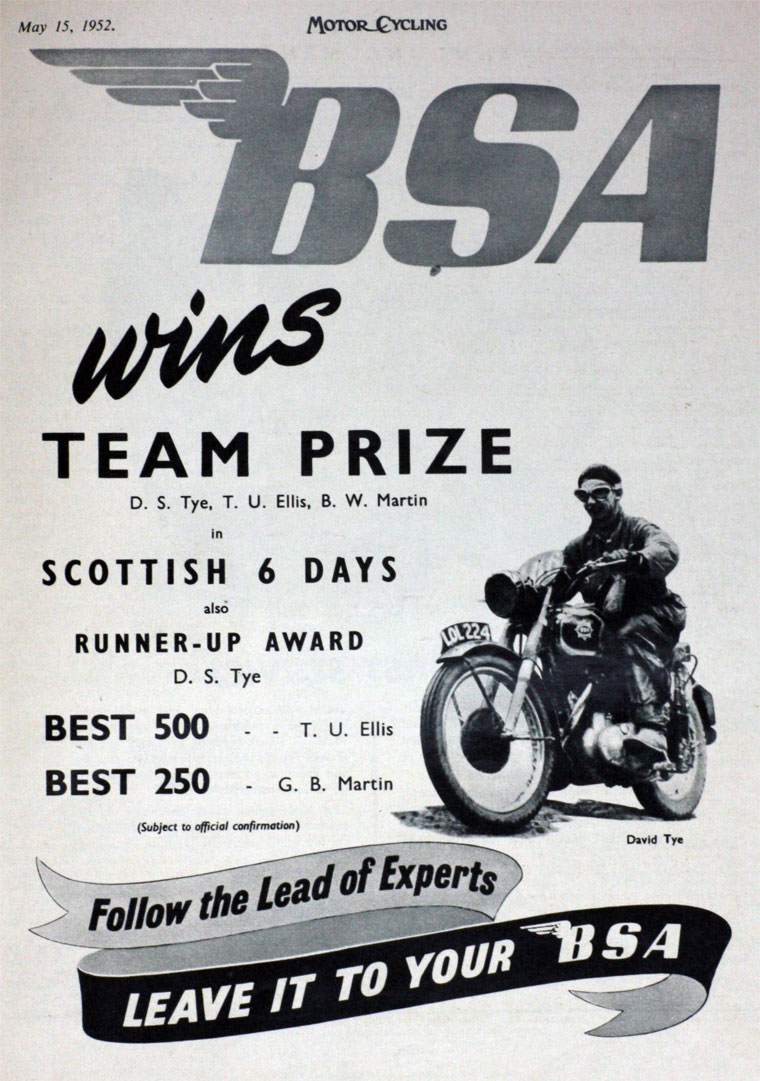 May 15, 1952.
MOTOR CYCLING
BSA
wins
TEAM PRIZE
D. S. Tye, T. U. Ellis, B. W. Martin
in
SCOTTISH 6 DAYS
also
RUNNER-UP AWARD
D. S. Tye
BEST 500 - - T. U. Ellis
BEST 250 - G. B. Martin
(Subject to official confirmation)
LOL 224
David Tye
Follow the Lead of Experts
LEAVE IT TO YOUR BSA